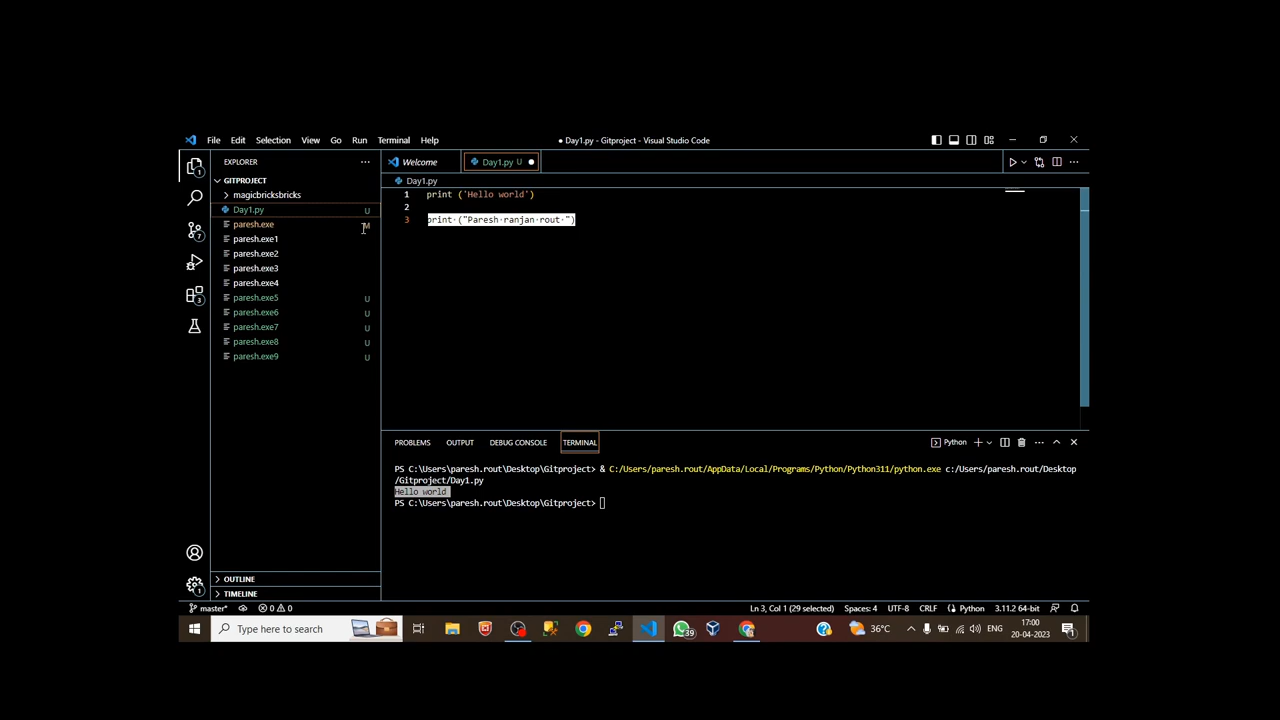 File Edit Selection View Go Run Terminal Help
● Day1.py - Gitproject - Visual Studio Code
EXPLORER
Welcome
Day1.py U
GITPROJECT
Day1.py
magicbricksbricks
Day1.py U
paresh.exe M
paresh.exe1
paresh.exe2
paresh.exe3
paresh.exe4
paresh.exe5 U
paresh.exe6 U
paresh.exe7 U
paresh.exe8 U
paresh.exe9 U
OUTLINE
TIMELINE
1 print ('Hello world')
2
3 print·("Paresh·ranjan·rout·")
PROBLEMS OUTPUT DEBUG CONSOLE TERMINAL
Python
PS C:\Users\paresh.rout\Desktop\Gitproject> & C:/Users/paresh.rout/AppData/Local/Programs/Python/Python311/python.exe c:/Users/paresh.rout/Desktop
/Gitproject/Day1.py
Hello world
PS C:\Users\paresh.rout\Desktop\Gitproject>
1
7
3
1
master* 0 0
Ln 3, Col 1 (29 selected) Spaces: 4 UTF-8 CRLF Python 3.11.2 64-bit
Type here to search
39
36°C
ENG
17:00
20-04-2023
1